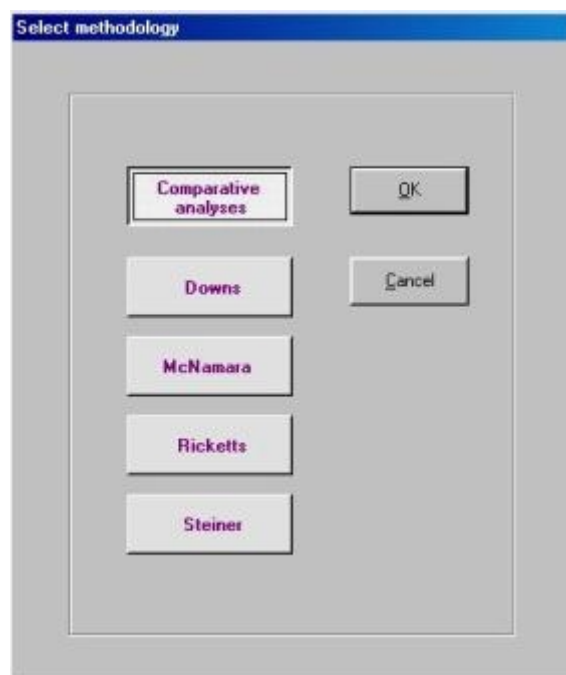 Select methodology
Comparative
analyses
OK
Downs
Cancel
McNamara
Ricketts
Steiner